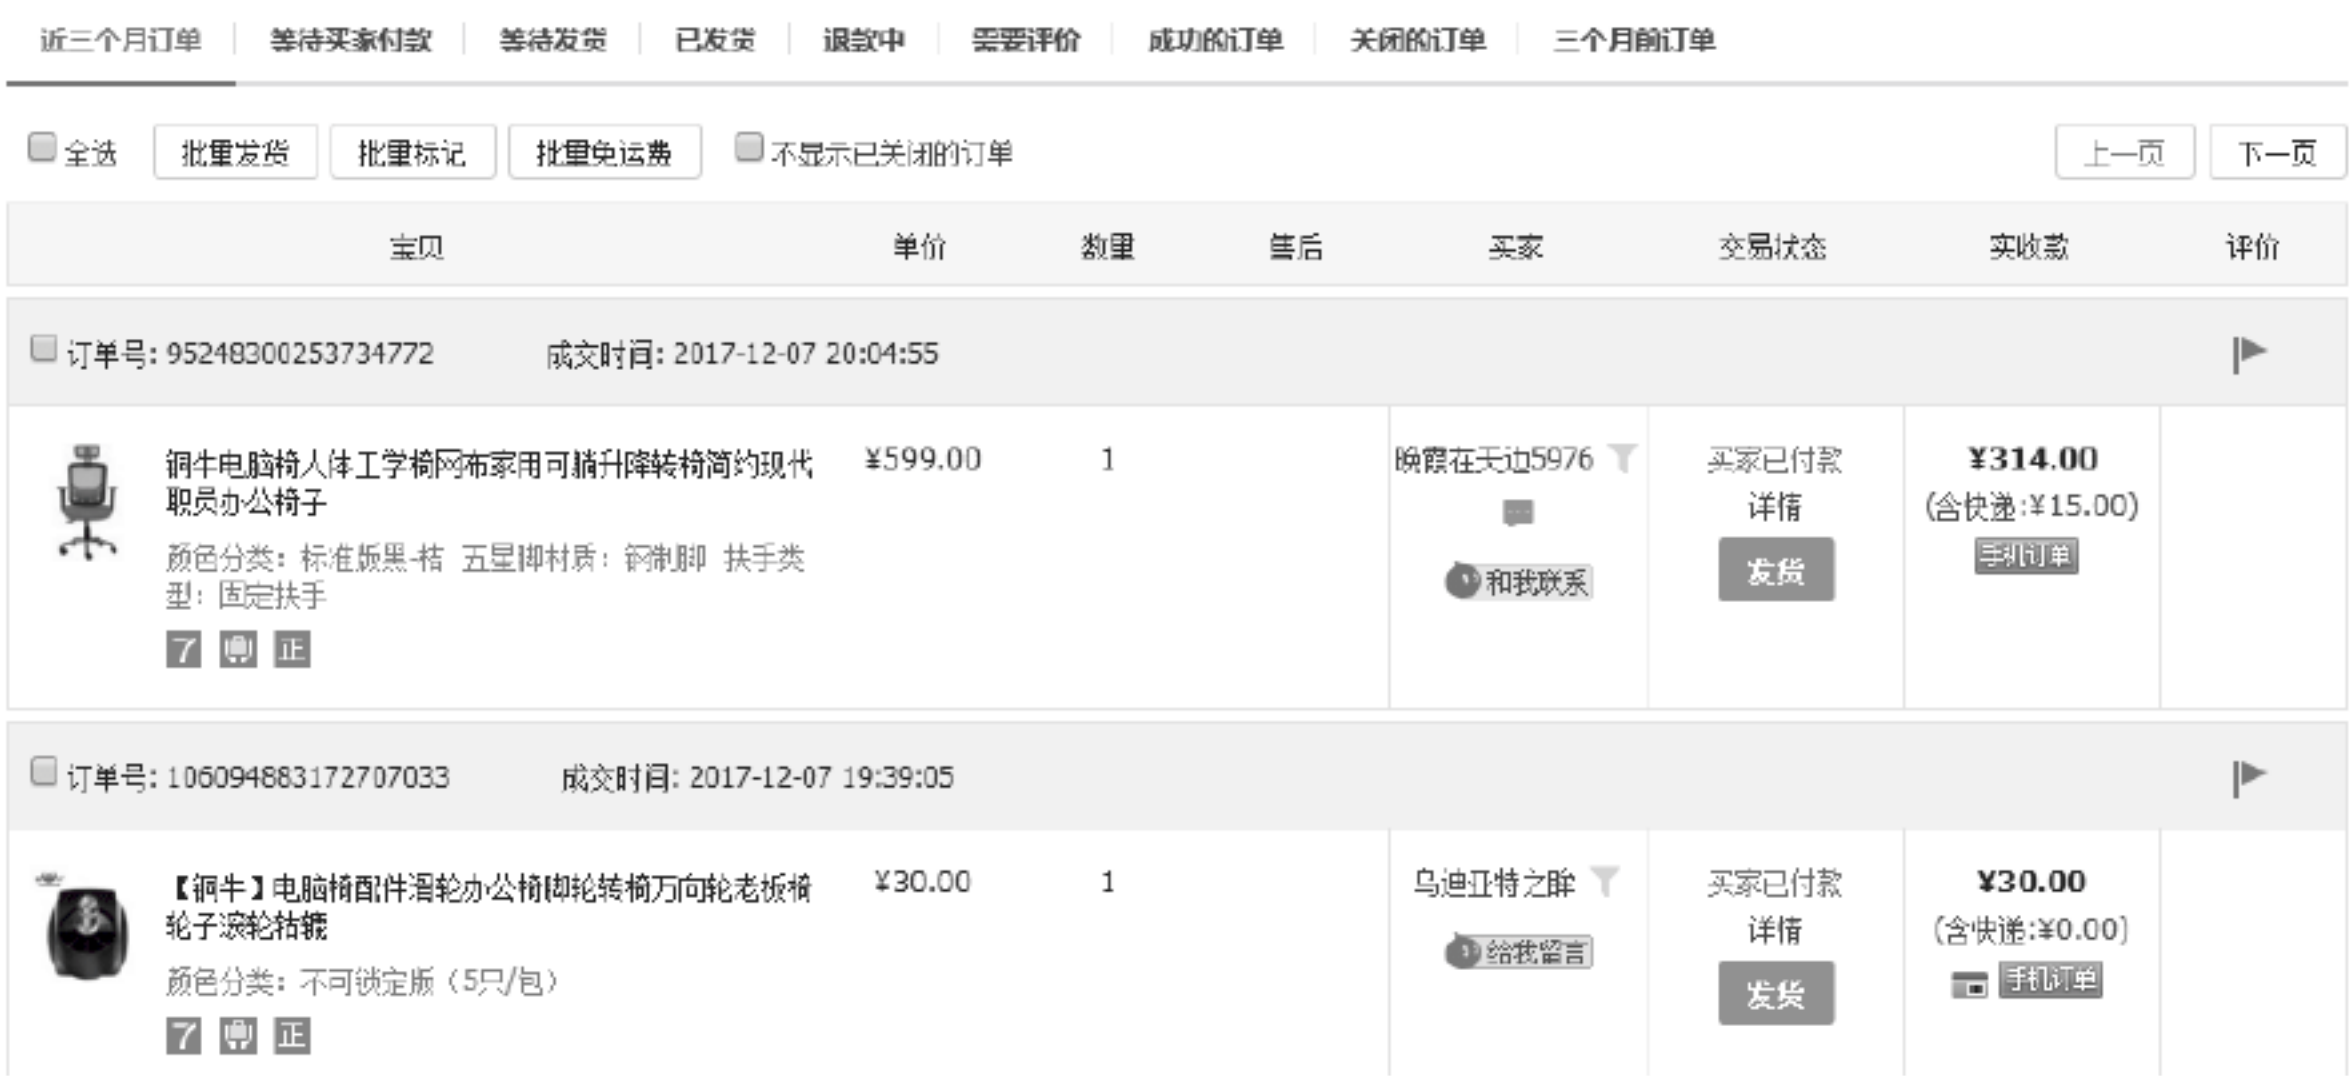 近三个月订单 等待买家付款 等待发货 已发货 退款中 需要评价 成功的订单 关闭的订单 三个月前订单
全选 批量发货 批量标记 批量免运费 不显示已关闭的订单 上一页 下一页
宝贝 单价 数量 售后 买家 交易状态 实收款 评价
订单号: 95248300253734772 成交时间: 2017-12-07 20:04:55
铜牛电脑椅人体工学椅网布家用可躺升降转椅简约现代 ¥599.00 1 晚霞在天边5976 买家已付款 ¥314.00
职员办公椅子 详情 (含快递:¥15.00)
颜色分类：标准版黑-桔 五星脚材质：钢制脚 扶手类 和我联系 发货 手机订单
型：固定扶手
7 正
订单号: 106094883172707033 成交时间: 2017-12-07 19:39:05
【铜牛】电脑椅配件滑轮办公椅脚轮转椅万向轮老板椅 ¥30.00 1 乌迪亚特之眸 买家已付款 ¥30.00
轮子滚轮轱辘 详情 (含快递:¥0.00)
颜色分类：不可锁定版（5只/包） 给我留言 发货 手机订单
7 正